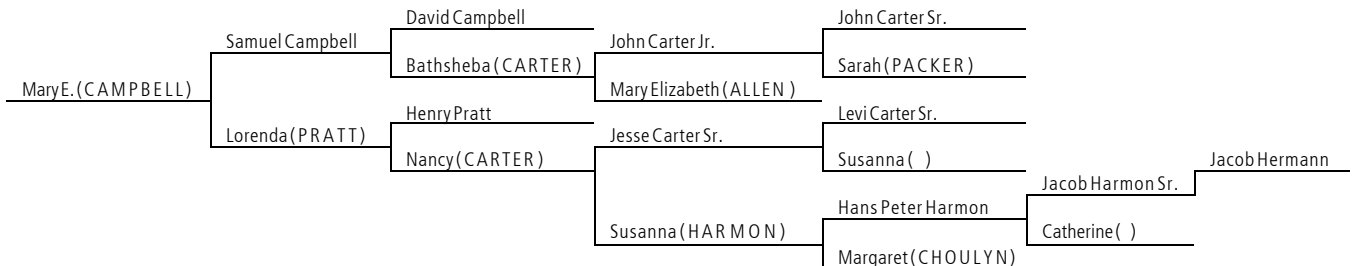 David Campbell
John Carter Sr.
Samuel Campbell
John Carter Jr.
Bathsheba (CARTER)
Sarah (PACKER)
Mary E. (CAMPBELL)
Mary Elizabeth (ALLEN)
Henry Pratt
Levi Carter Sr.
Lorenda (PRATT)
Jesse Carter Sr.
Nancy (CARTER)
Susanna ( )
Jacob Hermann
Jacob Harmon Sr.
Hans Peter Harmon
Susanna (HARMON)
Catherine ( )
Margaret (CHOULYN)